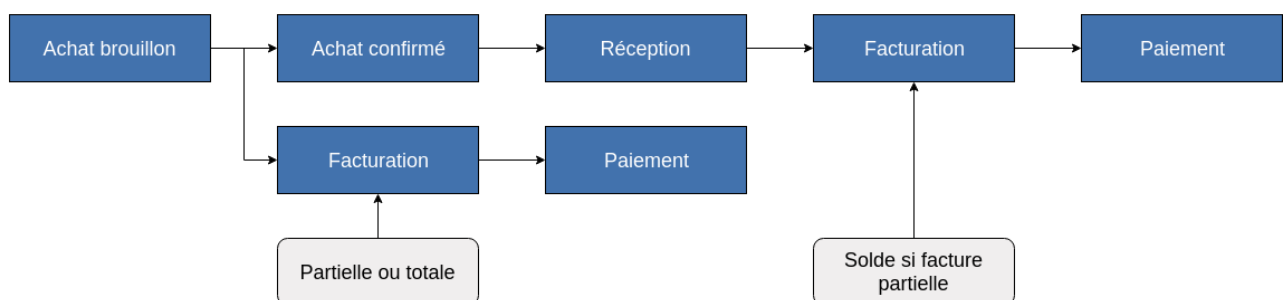 Achat brouillon
Achat confirmé
Réception
Facturation
Paiement
Facturation
Paiement
Partielle ou totale
Solde si facture
partielle